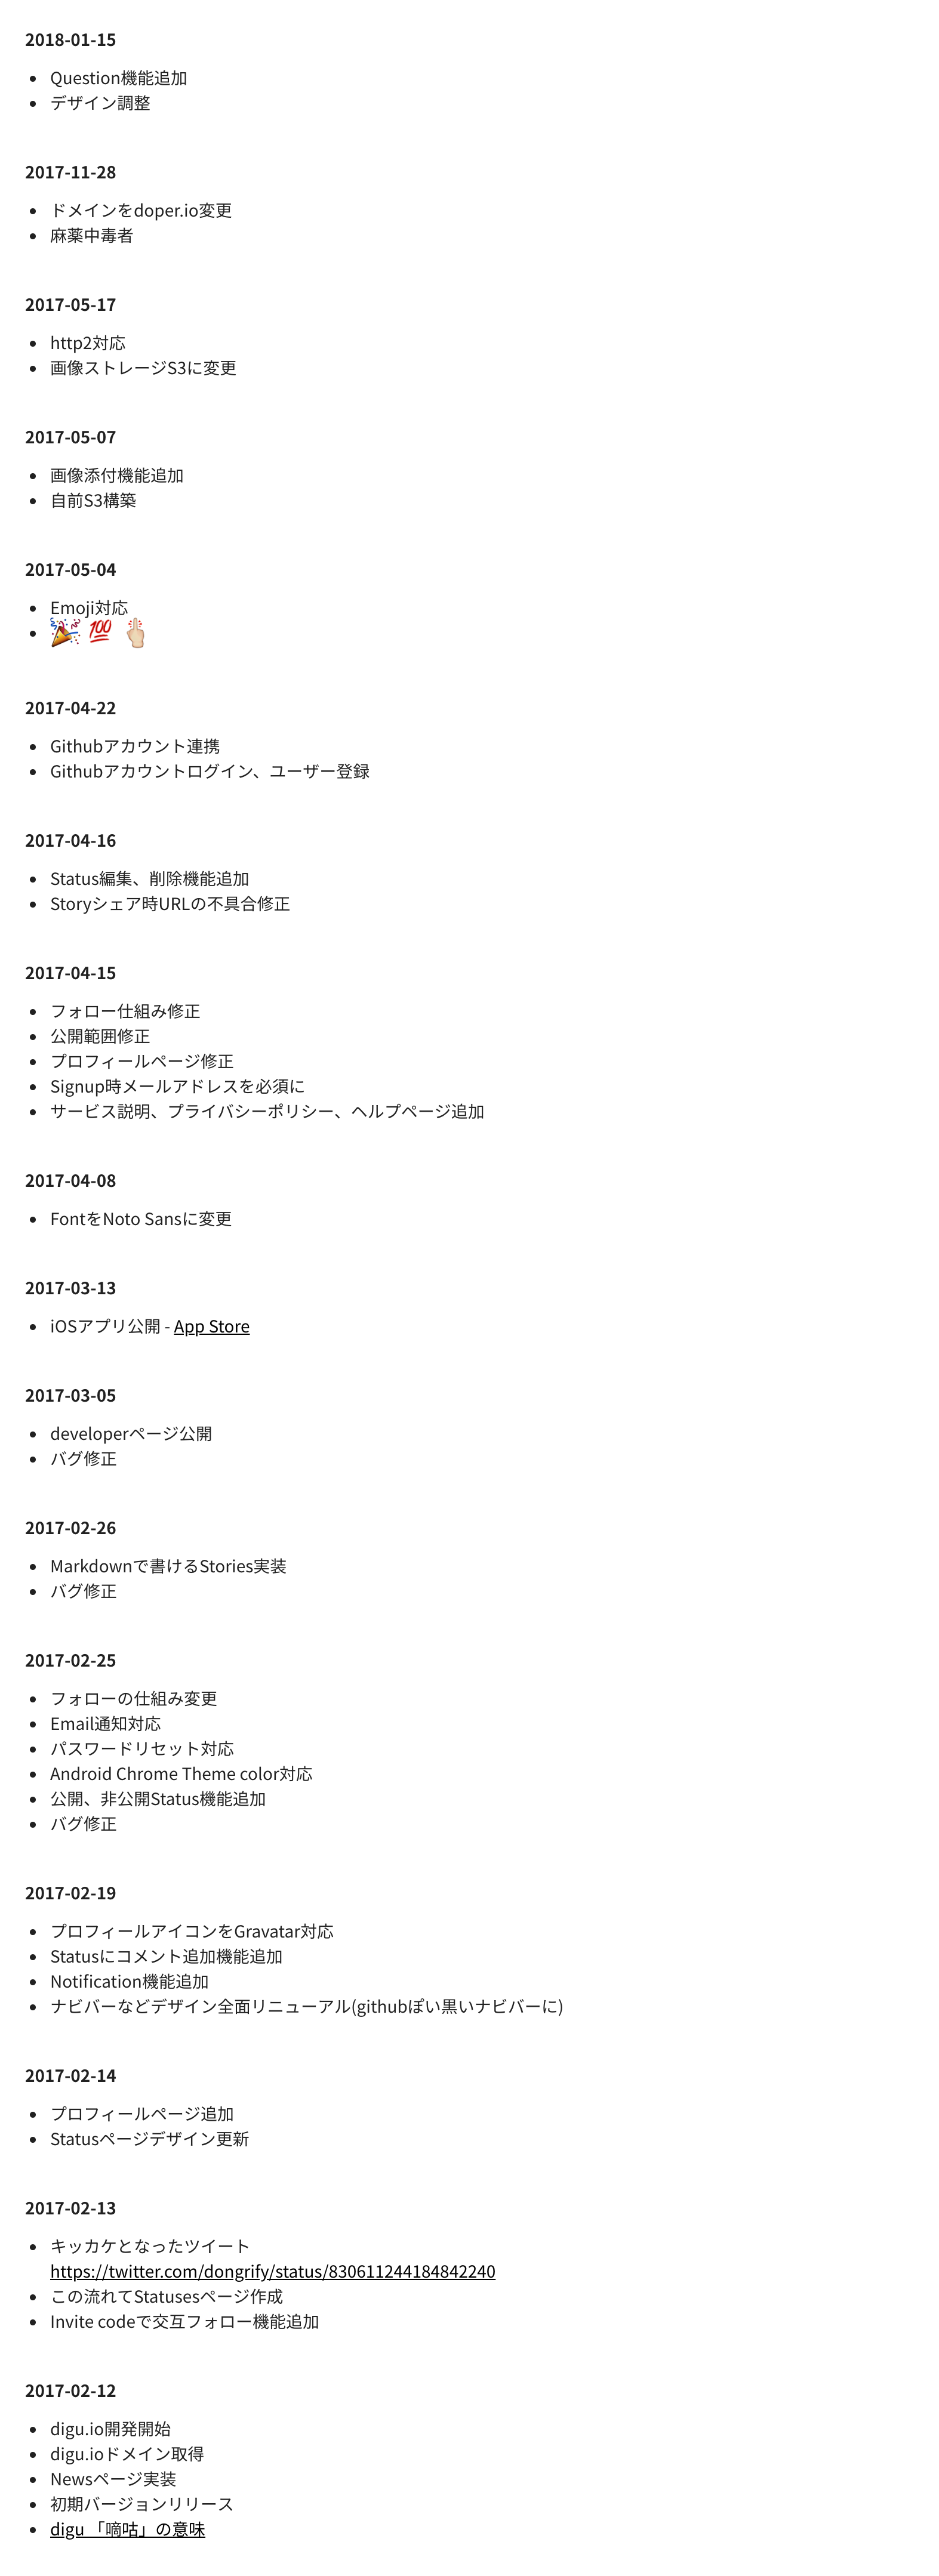 2018-01-15
Question機能追加
デザイン調整
2017-11-28
ドメインをdoper.io変更
麻薬中毒者
2017-05-17
http2対応
画像ストレージS3に変更
2017-05-07
画像添付機能追加
自前S3構築
2017-05-04
Emoji対応
🎉 💯 🖕🏼
2017-04-22
Githubアカウント連携
Githubアカウントログイン、ユーザー登録
2017-04-16
Status編集、削除機能追加
Storyシェア時URLの不具合修正
2017-04-15
フォロー仕組み修正
公開範囲修正
プロフィールページ修正
Signup時メールアドレスを必須に
サービス説明、プライバシーポリシー、ヘルプページ追加
2017-04-08
FontをNoto Sansに変更
2017-03-13
iOSアプリ公開 - App Store
2017-03-05
developerページ公開
バグ修正
2017-02-26
Markdownで書けるStories実装
バグ修正
2017-02-25
フォローの仕組み変更
Email通知対応
パスワードリセット対応
Android Chrome Theme color対応
公開、非公開Status機能追加
バグ修正
2017-02-19
プロフィールアイコンをGravatar対応
Statusにコメント追加機能追加
Notification機能追加
ナビバーなどデザイン全面リニューアル(githubぽい黒いナビバーに)
2017-02-14
プロフィールページ追加
Statusページデザイン更新
2017-02-13
キッカケとなったツイート
https://twitter.com/dongrify/status/830611244184842240
この流れてStatusesページ作成
Invite codeで交互フォロー機能追加
2017-02-12
digu.io開発開始
digu.ioドメイン取得
Newsページ実装
初期バージョンリリース
digu 「嘀咕」の意味